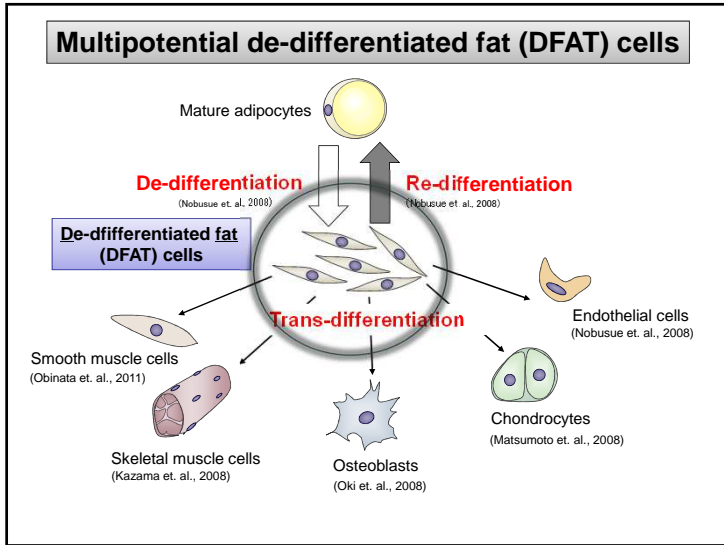 Multipotential de-differentiated fat (DFAT) cells
Mature adipocytes
De-differentiation
(Nobusue et. al, 2008)
Re-differentiation
(Nobusue et. al., 2008)
De-dfifferentiated fat
(DFAT) cells
Trans-differentiation
Smooth muscle cells
(Obinata et. al., 2011)
Skeletal muscle cells
(Kazama et. al., 2008)
Osteoblasts
(Oki et. al., 2008)
Chondrocytes
(Matsumoto et. al., 2008)
Endothelial cells
(Nobusue et. al., 2008)